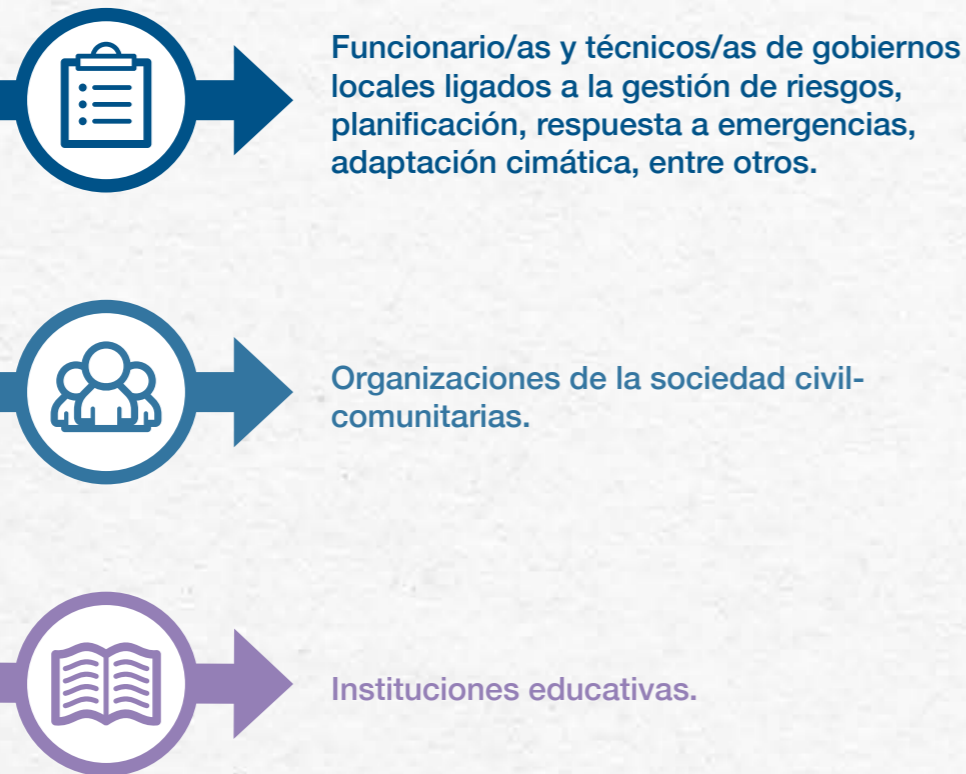 Funcionario/as y técnicos/as de gobiernos
locales ligados a la gestión de riesgos,
planificación, respuesta a emergencias,
adaptación cimática, entre otros.
Organizaciones de la sociedad civil-
comunitarias.
Instituciones educativas.